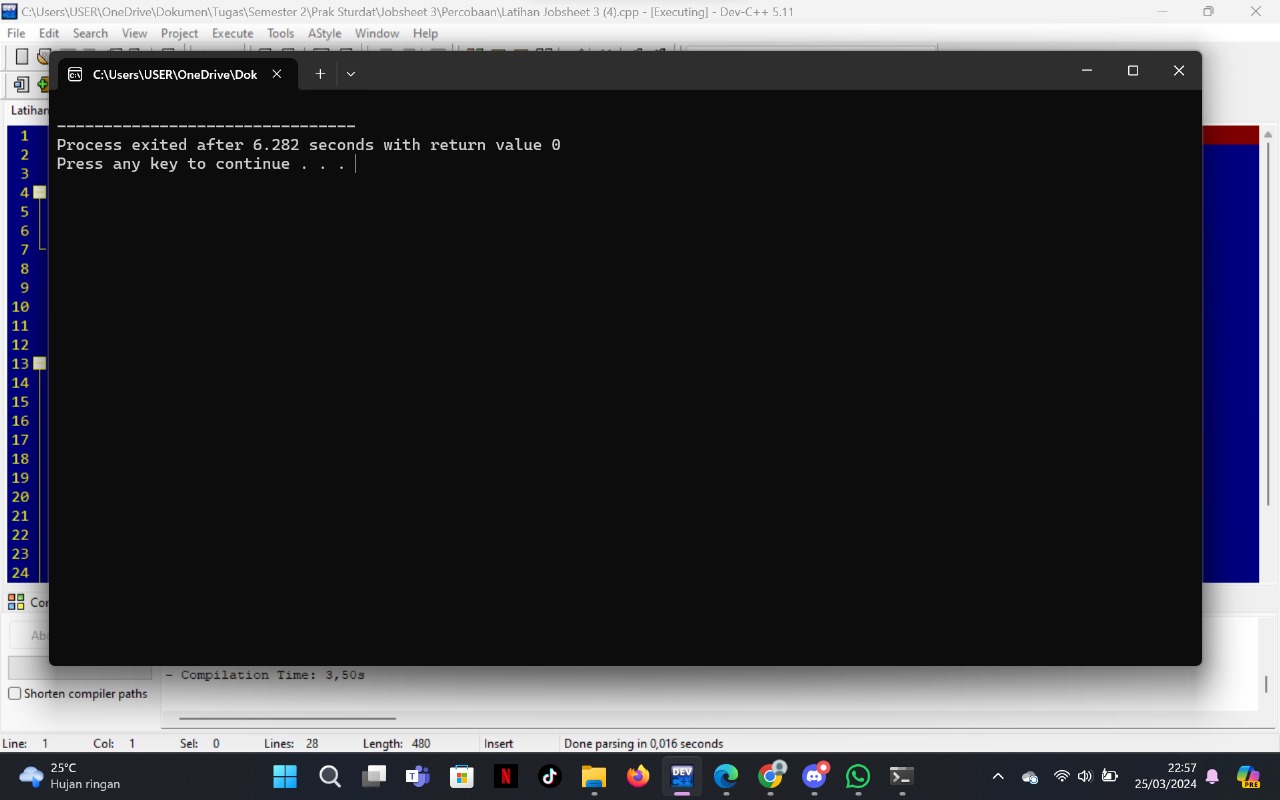 C:\Users\USER\OneDrive\Dokumen\Tugas\Semester 2\Prak Sturdat\Jobsheet 3\Percobaan\Latihan Jobsheet 3 (4).cpp - [Executing] - Dev-C++ 5.11
File Edit Search View Project Execute Tools AStyle Window Help
C:\Users\USER\OneDrive\Dok
Latihan
--------------------------------
Process exited after 6.282 seconds with return value 0
Press any key to continue . . .
1
2
3
4
5
6
7
8
9
10
11
12
13
14
15
16
17
18
19
20
21
22
23
24
- Compilation Time: 3,50s
Shorten compiler paths
Line: 1 Col: 1 Sel: 0 Lines: 28 Length: 480 Insert Done parsing in 0,016 seconds
25°C
Hujan ringan
DEV
PRE
22:57
25/03/2024